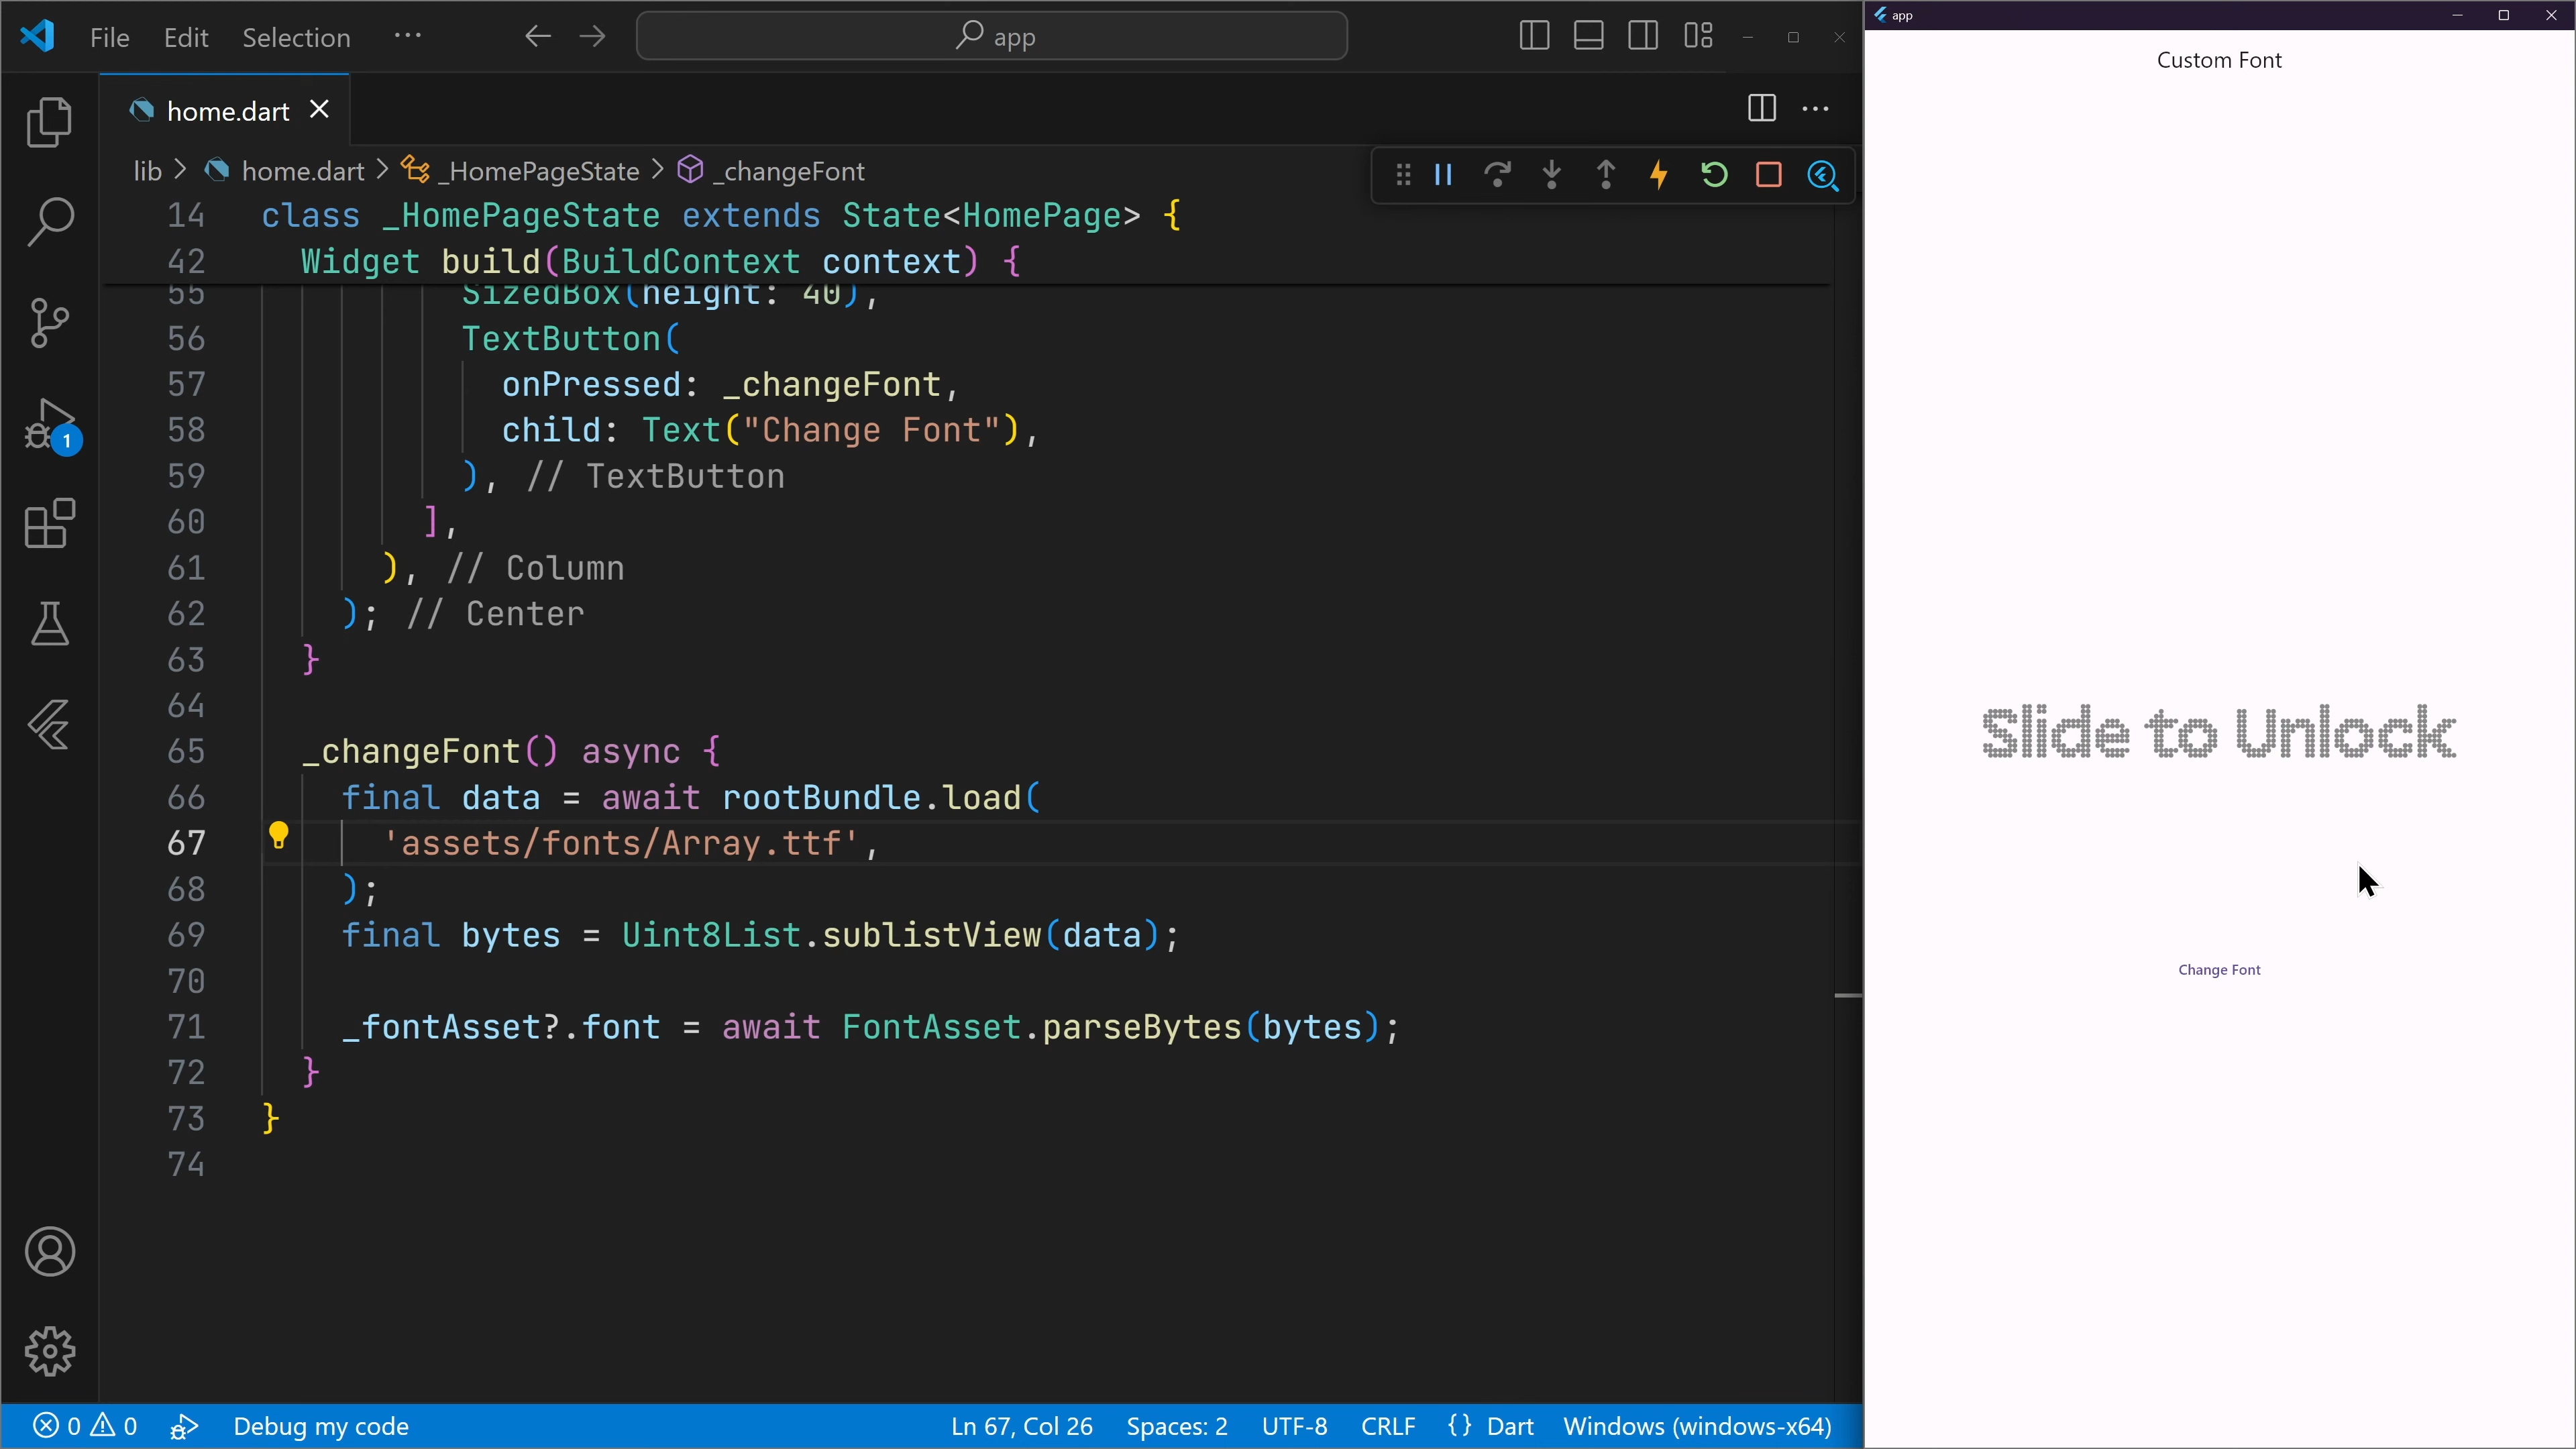 File Edit Selection ··· app
home.dart
lib > home.dart > _HomePageState > _changeFont
14 class _HomePageState extends State<HomePage> {
42 Widget build(BuildContext context) {
55 SizedBox(height: 40),
56 TextButton(
57 onPressed: _changeFont,
58 child: Text("Change Font"),
59 ), // TextButton
60 ],
61 ), // Column
62 ); // Center
63 }
64
65 _changeFont() async {
66 final data = await rootBundle.load(
67 'assets/fonts/Array.ttf',
68 );
69 final bytes = Uint8List.sublistView(data);
70
71 _fontAsset?.font = await FontAsset.parseBytes(bytes);
72 }
73 }
74
1
0 0 Debug my code Ln 67, Col 26 Spaces: 2 UTF-8 CRLF {} Dart Windows (windows-x64)
app
Custom Font
Slide to Unlock
Change Font